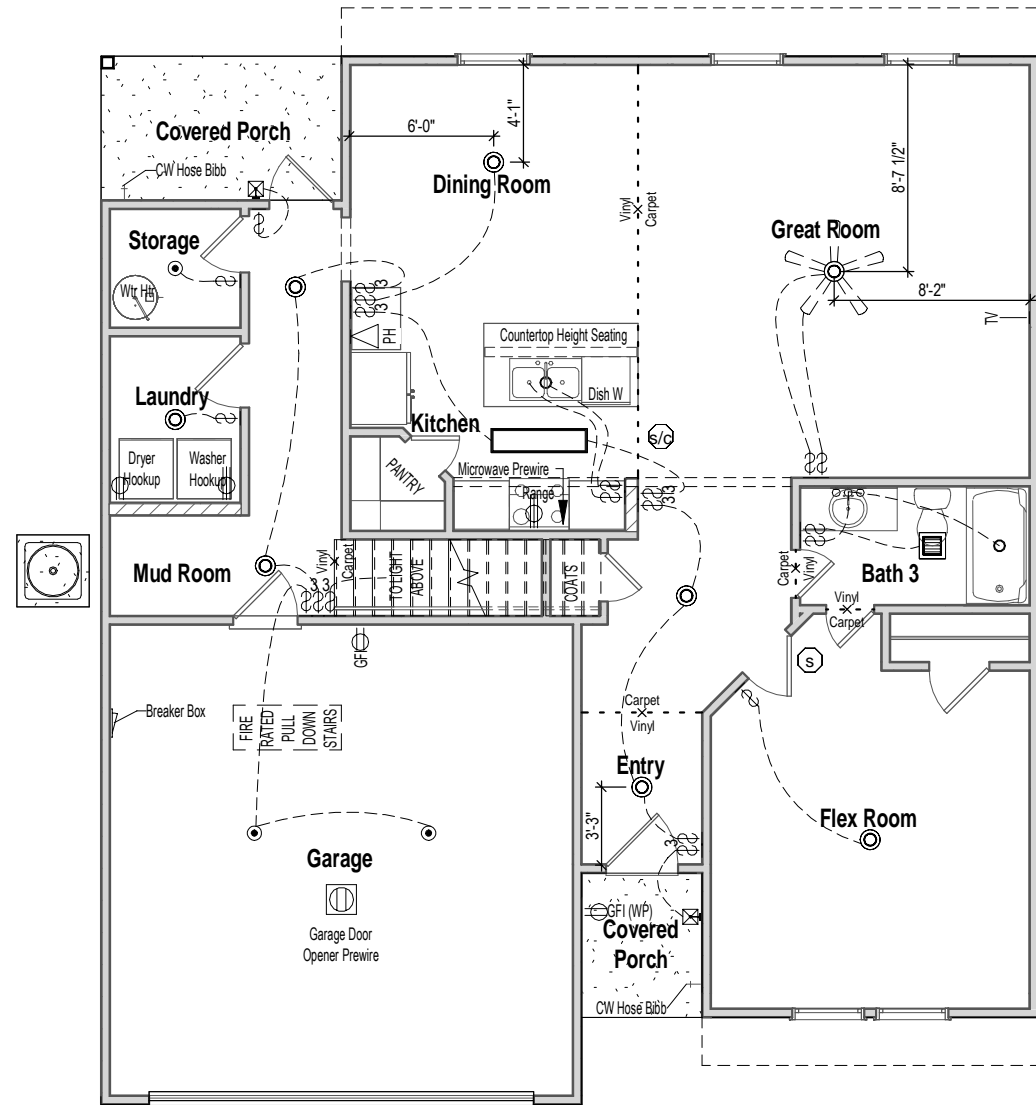 6'-0"
4'-1"
8'-7 1/2"
Covered Porch
CW Hose Bibb
Dining Room
Vinyl
Carpet
Great Room
8'-2"
TV
Storage
Wtr Htr
3
3
PH
Countertop Height Seating
Dish W
Laundry
Kitchen
s/c
Dryer
Hookup
Washer
Hookup
PANTRY
Microwave Prewire
Range
3
3
Mud Room
3
3
Vinyl
Carpet
TO LIGHT
ABOVE
COATS
Carpet
Vinyl
Bath 3
Vinyl
Carpet
GFI
S
Breaker Box
FIRE
RATED
PULL
DOWN
STAIRS
Carpet
Vinyl
Entry
3'-3"
3
Flex Room
Garage
Garage Door
Opener Prewire
GFI (WP)
Covered
Porch
CW Hose Bibb